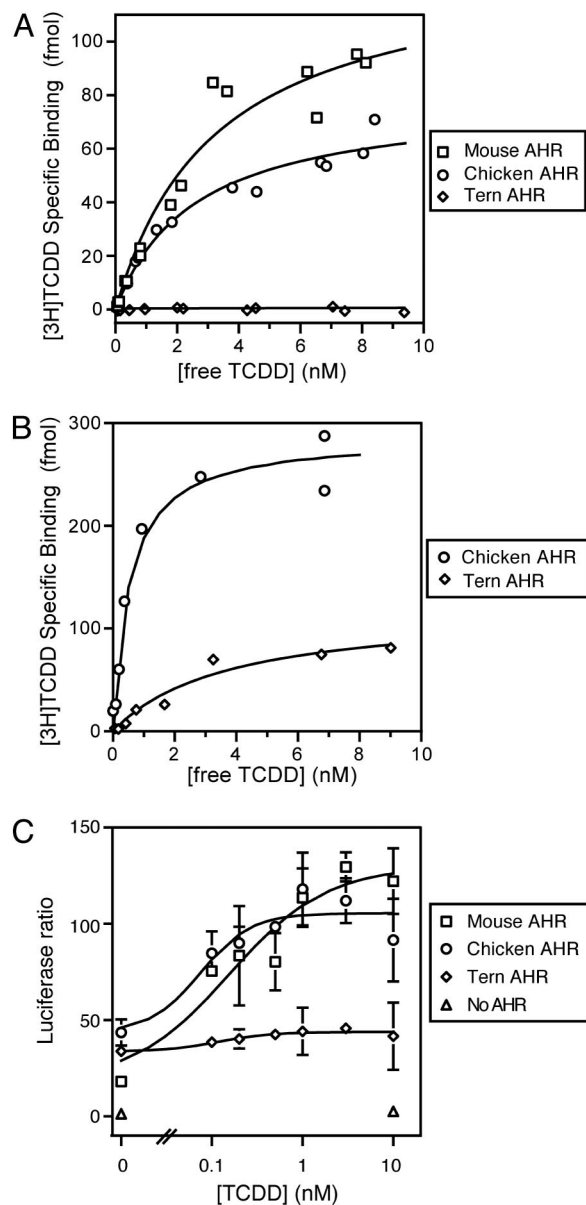 A
[3H]TCDD Specific Binding (fmol)
100
80
60
40
20
0
0 2 4 6 8 10
[free TCDD] (nM)
Mouse AHR
Chicken AHR
Tern AHR
B
[3H]TCDD Specific Binding (fmol)
300
200
100
0
0 2 4 6 8 10
[free TCDD] (nM)
Chicken AHR
Tern AHR
C
Luciferase ratio
150
100
50
0
0 0.1 1 10
[TCDD] (nM)
Mouse AHR
Chicken AHR
Tern AHR
No AHR